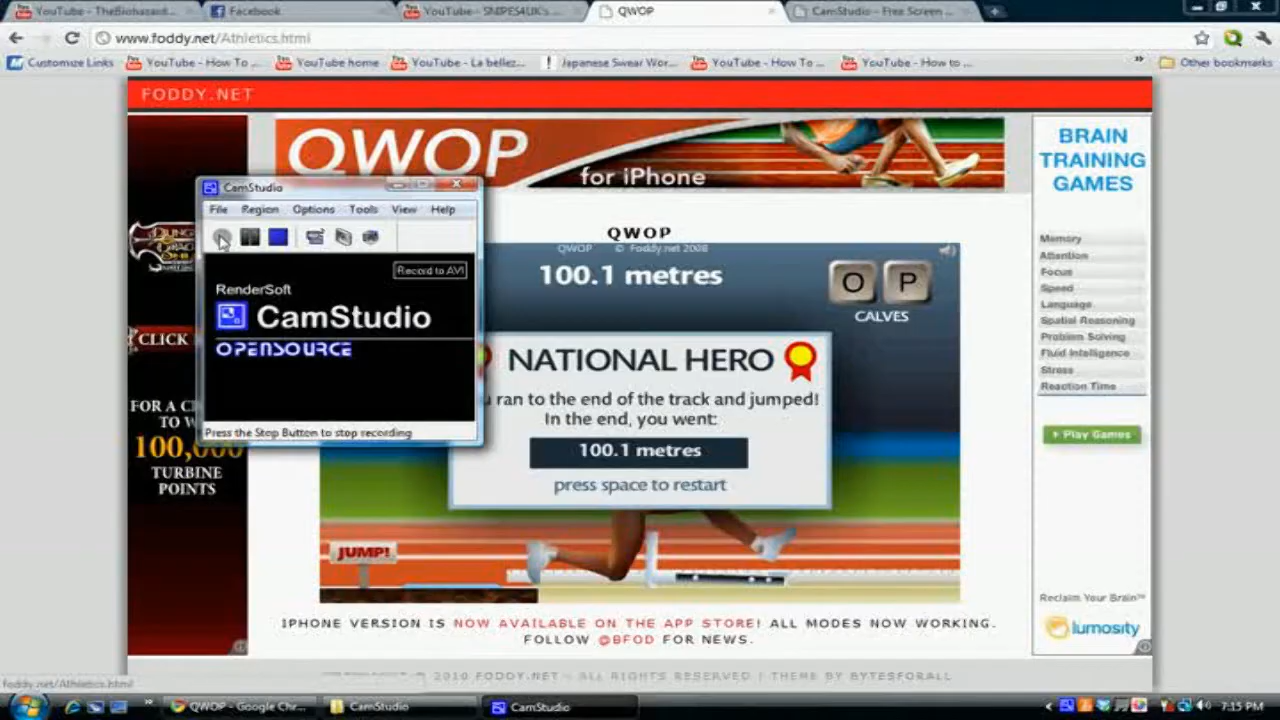 YouTube - TheBiohazard...
Facebook
YouTube - SNIPES4UK's ...
QWOP
CamStudio - Free Screen ...
www.foddy.net/Athletics.html
Customize Links
YouTube - How To ...
YouTube home
YouTube - La bellez...
Japanese Swear Wor...
YouTube - How To ...
YouTube - How to ...
»
Other bookmarks
FODDY.NET
QWOP
for iPhone
BRAIN
TRAINING
GAMES
Memory
Attention
Focus
Speed
Language
Spatial Reasoning
Problem Solving
Fluid Intelligence
Stress
Reaction Time
Play Games
Reclaim Your Brain™
lumosity
CamStudio
File Region Options Tools View Help
Record to AVI
RenderSoft
CamStudio
OPENSOURCE
Press the Stop Button to stop recording
QWOP
QWOP © Foddy.net 2008
100.1 metres
O P
CALVES
NATIONAL HERO
u ran to the end of the track and jumped!
In the end, you went:
100.1 metres
press space to restart
JUMP!
CLICK
FOR A C
TO W
100,000
TURBINE
POINTS
IPHONE VERSION IS NOW AVAILABLE ON THE APP STORE! ALL MODES NOW WORKING.
FOLLOW @BFOD FOR NEWS.
© 2010 FODDY.NET - ALL RIGHTS RESERVED | THEME BY BYTESFORALL
foddy.net/Athletics.html
QWOP - Google Chr...
CamStudio
CamStudio
7:15 PM